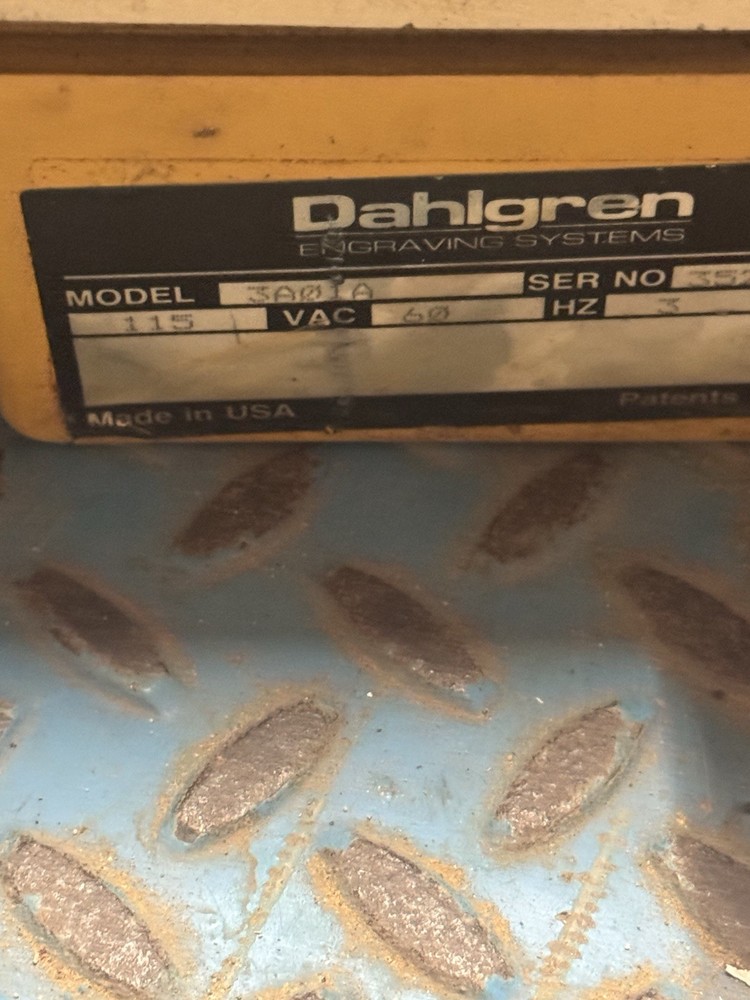 Dahlgren
ENGRAVING SYSTEMS
MODEL 3A01A SER NO
115 VAC 60 HZ 3
Made in USA Patents